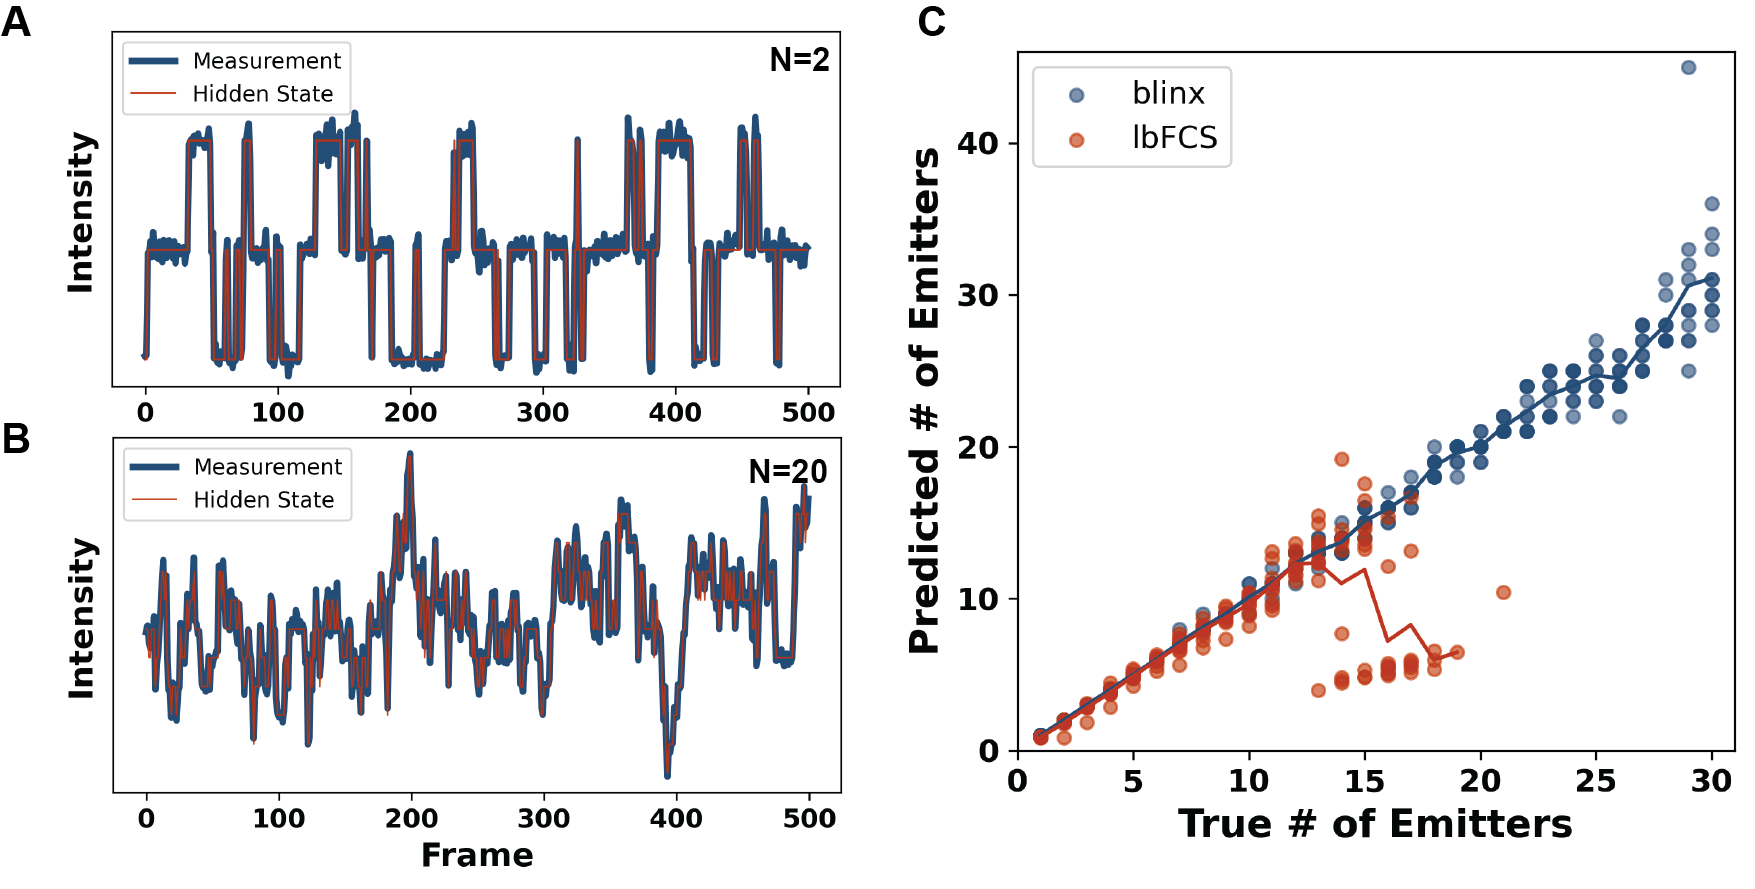 A
Measurement
Hidden State
N=2
Intensity
0 100 200 300 400 500
B
Measurement
Hidden State
N=20
Intensity
0 100 200 300 400 500
Frame
C
blinx
lbFCS
40
30
20
10
0
Predicted # of Emitters
0 5 10 15 20 25 30
True # of Emitters